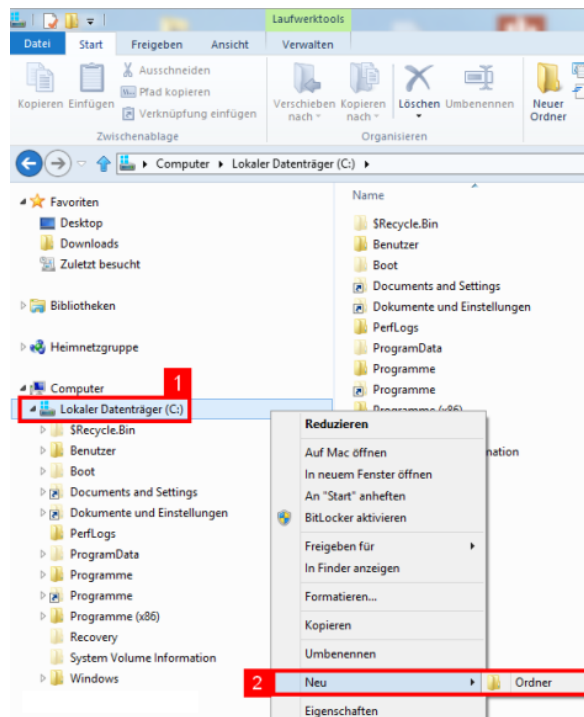 Laufwerktools
Datei Start Freigeben Ansicht Verwalten
Kopieren Einfügen
Ausschneiden
Pfad kopieren
Verknüpfung einfügen
Zwischenablage
Verschieben nach
Kopieren nach
Löschen
Umbenennen
Organisieren
Neuer Ordner
Computer Lokaler Datenträger (C:)
Favoriten
Desktop
Downloads
Zuletzt besucht
Bibliotheken
Heimnetzgruppe
Computer
1
Lokaler Datenträger (C:)
$Recycle.Bin
Benutzer
Boot
Documents and Settings
Dokumente und Einstellungen
PerfLogs
ProgramData
Programme
Programme
Programme (x86)
Recovery
System Volume Information
Windows
Name
$Recycle.Bin
Benutzer
Boot
Documents and Settings
Dokumente und Einstellungen
PerfLogs
ProgramData
Programme
Programme
Programme (x86)
nation
Reduzieren
Auf Mac öffnen
In neuem Fenster öffnen
An "Start" anheften
BitLocker aktivieren
Freigeben für
In Finder anzeigen
Formatieren...
Kopieren
Umbenennen
2
Neu Ordner
Eigenschaften